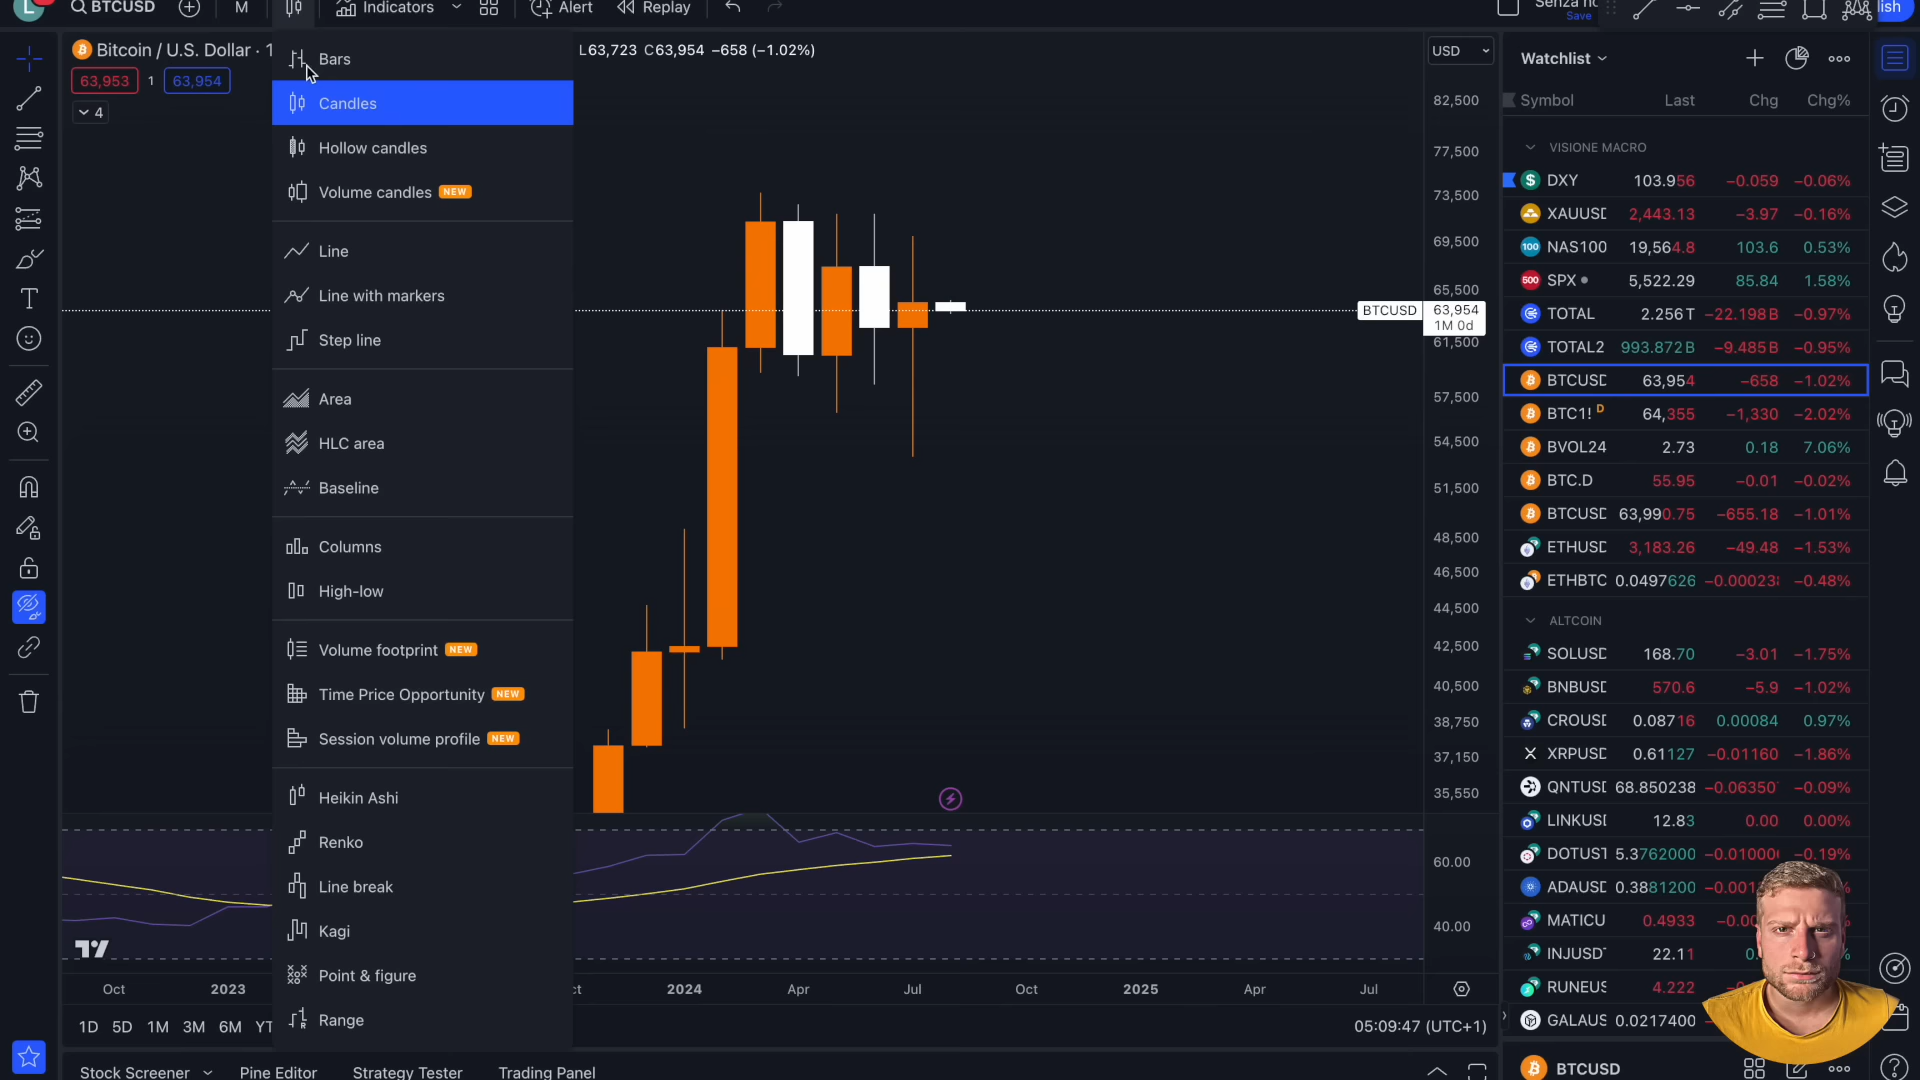 L BTCUSD M Indicators Alert Replay Save
Bitcoin / U.S. Dollar · 1 L63,723 C63,954 −658 (−1.02%) USD
63,953 1 63,954
4
Bars
Candles
Hollow candles
Volume candles NEW
Line
Line with markers
Step line
Area
HLC area
Baseline
Columns
High-low
Volume footprint NEW
Time Price Opportunity NEW
Session volume profile NEW
Heikin Ashi
Renko
Line break
Kagi
Point & figure
Range
82,500
77,500
73,500
69,500
65,500
BTCUSD 63,954
1M 0d
61,500
57,500
54,500
51,500
48,500
46,500
44,500
42,500
40,500
38,750
37,150
35,550
60.00
40.00
Oct 2023 ct 2024 Apr Jul Oct 2025 Apr Jul
1D 5D 1M 3M 6M YT 05:09:47 (UTC+1)
Stock Screener Pine Editor Strategy Tester Trading Panel
Watchlist
Symbol Last Chg Chg%
VISIONE MACRO
DXY 103.956 −0.059 −0.06%
XAUUSD 2,443.13 −3.97 −0.16%
NAS100 19,564.8 103.6 0.53%
SPX 5,522.29 85.84 1.58%
TOTAL 2.256T −22.198B −0.97%
TOTAL2 993.872B −9.485B −0.95%
BTCUSD 63,954 −658 −1.02%
BTC1! D 64,355 −1,330 −2.02%
BVOL24 2.73 0.18 7.06%
BTC.D 55.95 −0.01 −0.02%
BTCUSD 63,990.75 −655.18 −1.01%
ETHUSD 3,183.26 −49.48 −1.53%
ETHBTC 0.0497626 −0.00023 −0.48%
ALTCOIN
SOLUSD 168.70 −3.01 −1.75%
BNBUSD 570.6 −5.9 −1.02%
CROUSD 0.08716 0.00084 0.97%
XRPUSD 0.61127 −0.01160 −1.86%
QNTUSD 68.850238 −0.06350 −0.09%
LINKUSD 12.83 0.00 0.00%
DOTUST 5.3762000 −0.01000 −0.19%
ADAUSD 0.3881200 −0.00
MATICU 0.4933
INJUSDT 22.11
RUNEUS 4.222
GALAUS 0.0217400
BTCUSD